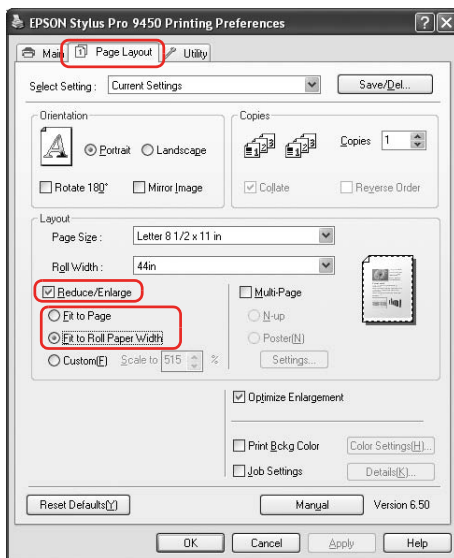 EPSON Stylus Pro 9450 Printing Preferences
Main Page Layout Utility
Select Setting : Current Settings Save/Del...
Orientation
Portrait Landscape
Rotate 180° Mirror Image
Copies
Copies 1
Collate Reverse Order
Layout
Page Size : Letter 8 1/2 x 11 in
Roll Width : 44in
Reduce/Enlarge
Fit to Page
Fit to Roll Paper Width
Custom(F) Scale to 515 %
Multi-Page
N-up
Poster(N)
Settings...
Optimize Enlargement
Print Bckg Color Color Settings(H)...
Job Settings Details(K)...
Reset Defaults(Y) Manual Version 6.50
OK Cancel Apply Help